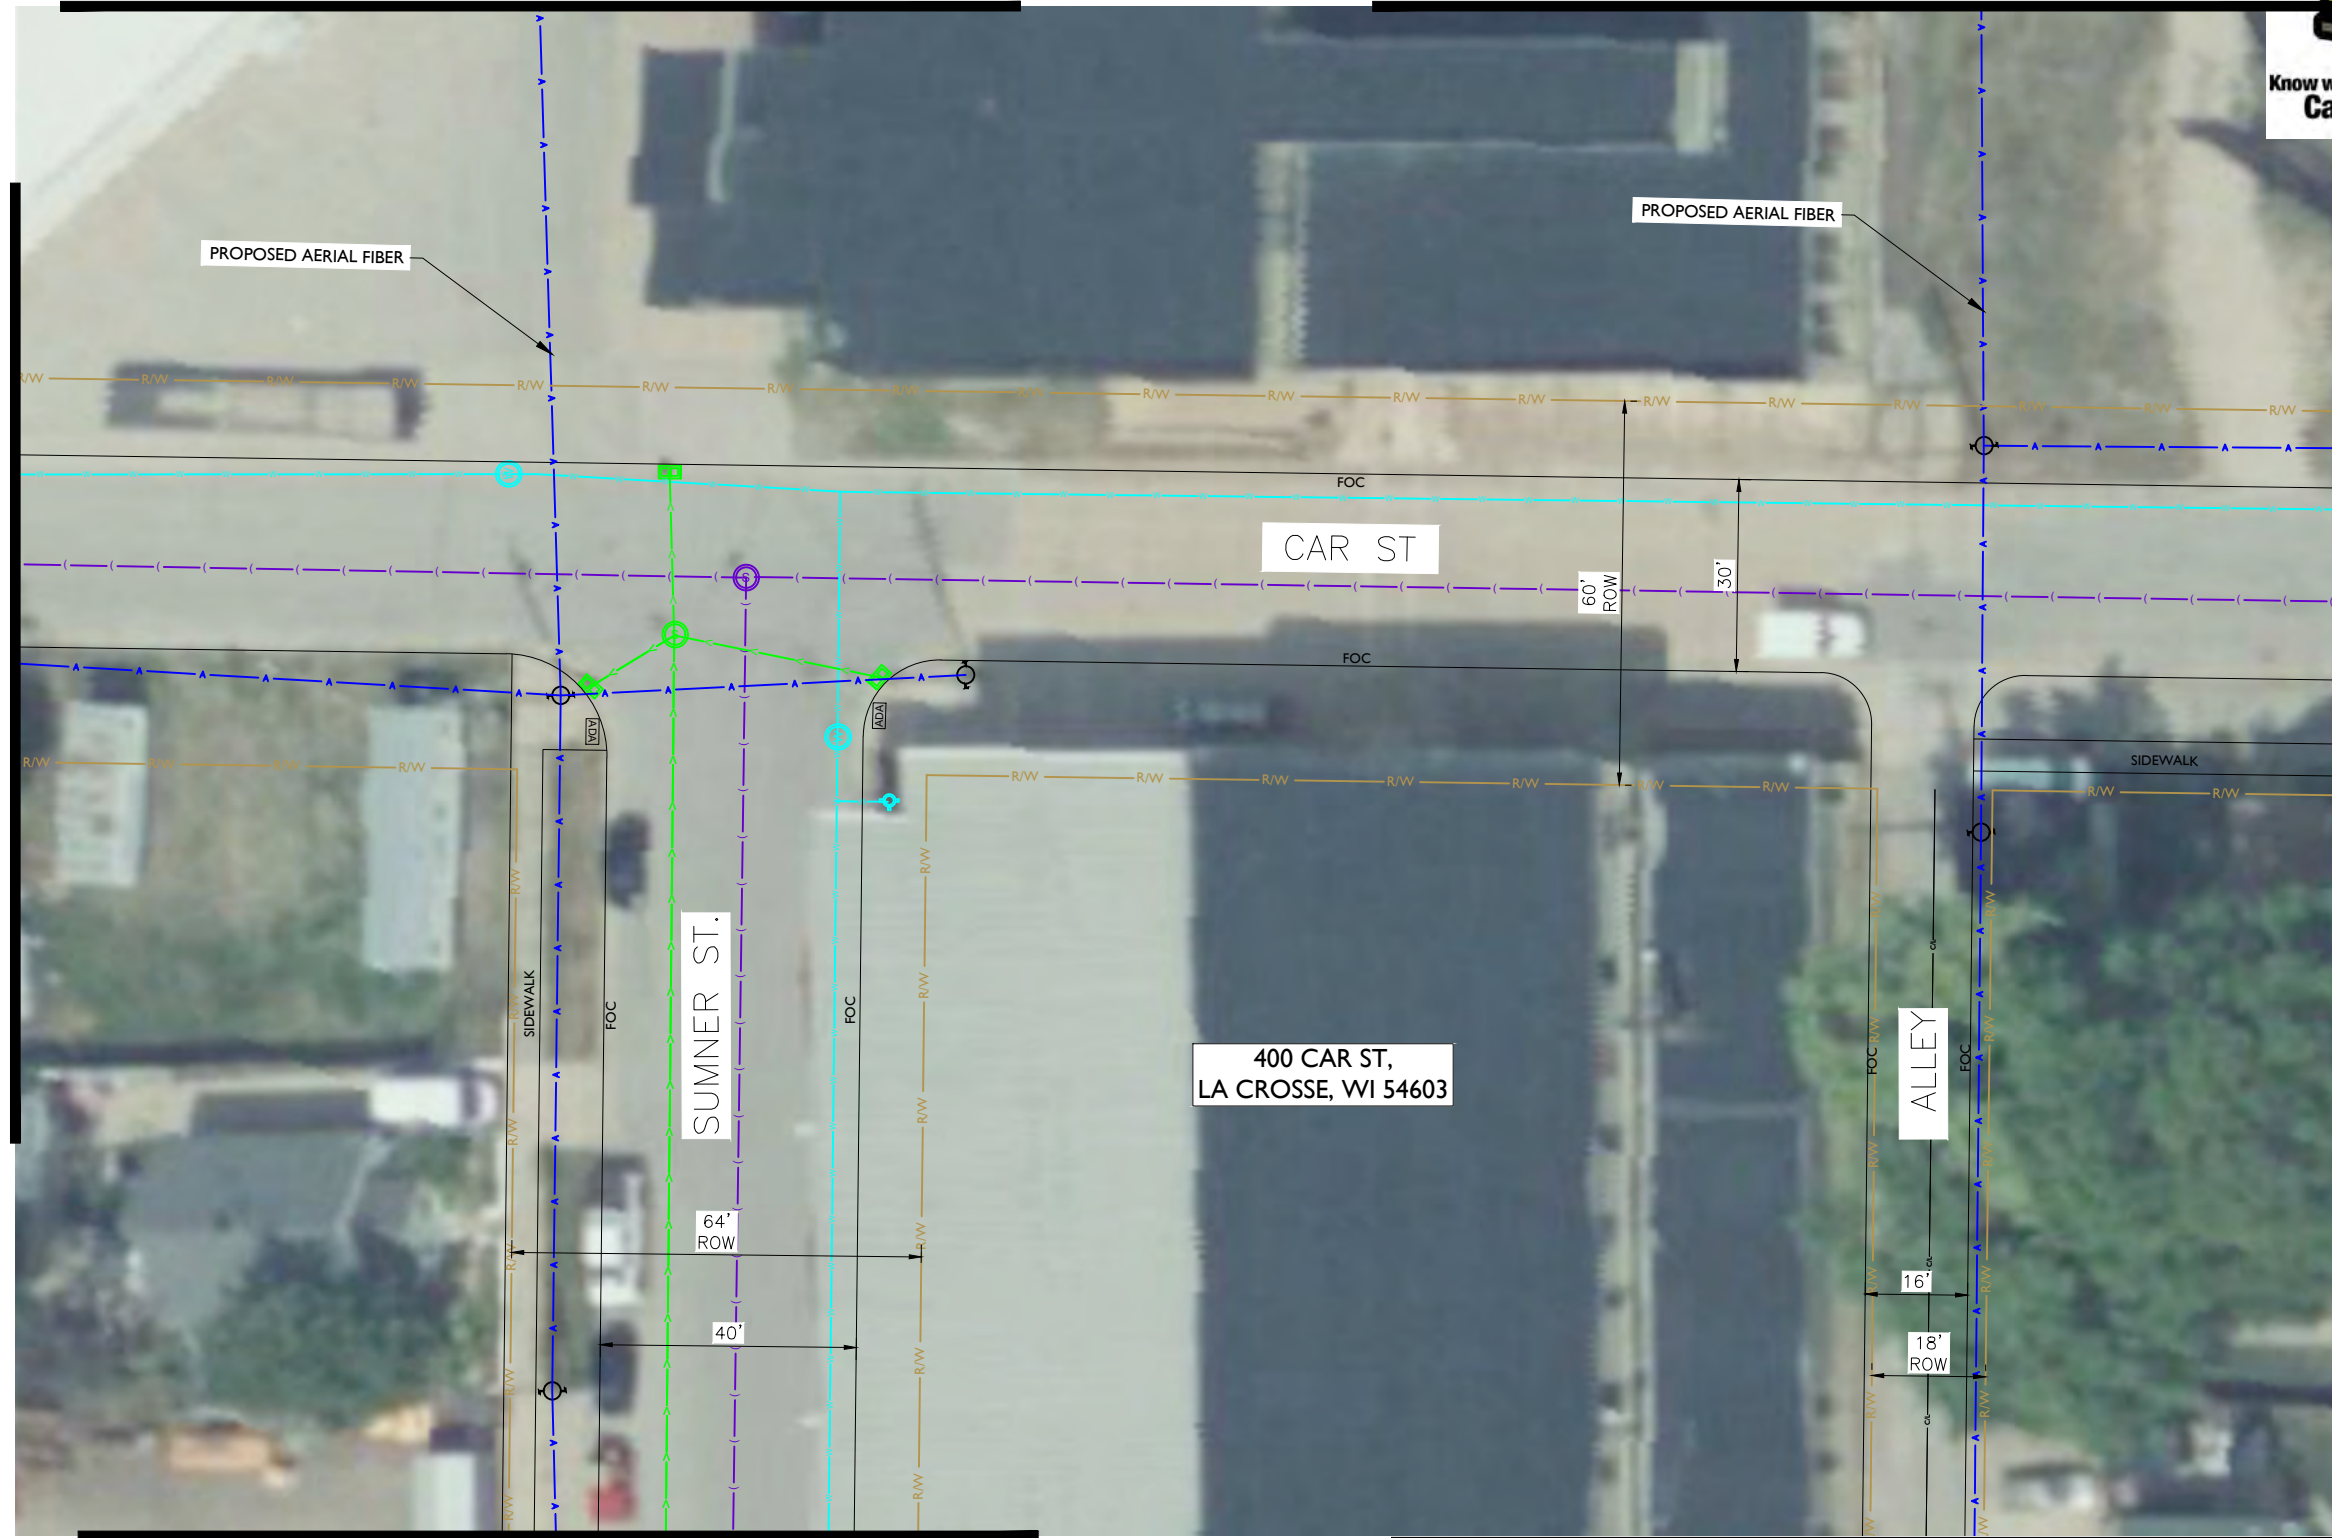 Know w
Ca
PROPOSED AERIAL FIBER
PROPOSED AERIAL FIBER
R/W R/W R/W R/W R/W R/W R/W R/W R/W R/W R/W R/W R/W R/W R/W R/W R/W R/W R/W
FOC
CAR ST
60'
ROW
30'
FOC
ADA
ADA
SIDEWALK
R/W R/W R/W R/W
R/W R/W R/W R/W R/W R/W R/W
R/W R/W
SIDEWALK
FOC
SUMNER ST.
FOC
400 CAR ST,
LA CROSSE, WI 54603
FOC
ALLEY
FOC
64'
ROW
40'
16'
18'
ROW